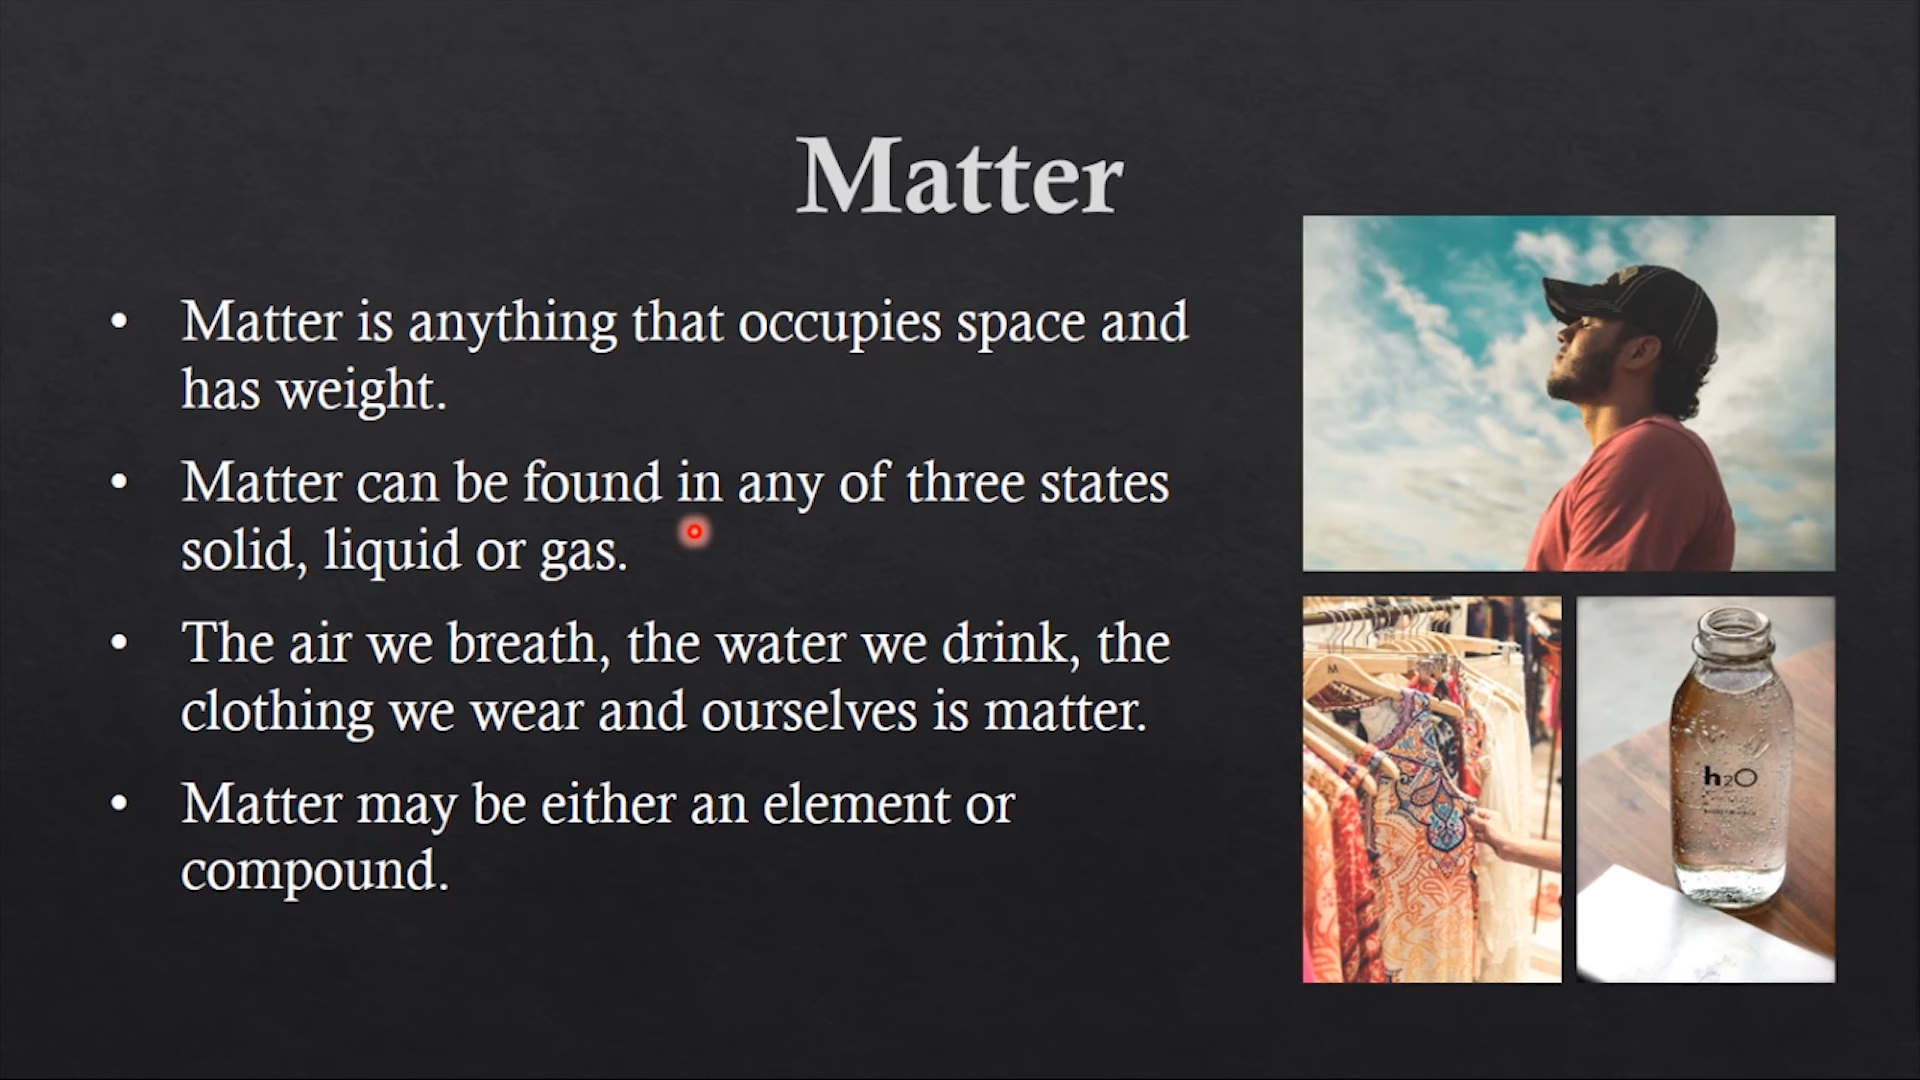 Matter
• Matter is anything that occupies space and
has weight.
• Matter can be found in any of three states
solid, liquid or gas.
• The air we breath, the water we drink, the
clothing we wear and ourselves is matter.
• Matter may be either an element or
compound.
M
h2O